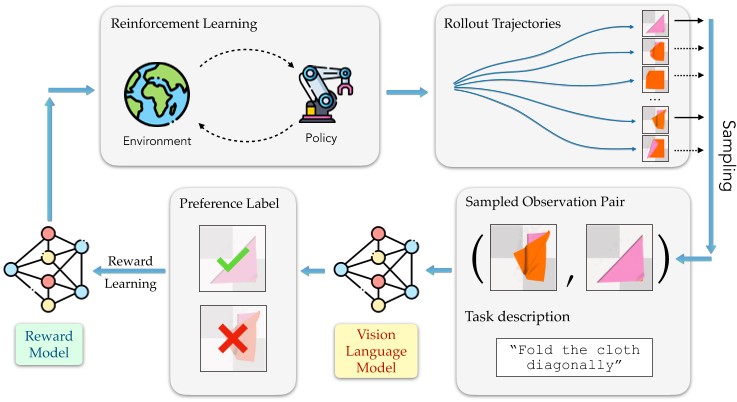 Reinforcement Learning
Environment
Policy
Rollout Trajectories
...
Sampling
Sampled Observation Pair
( , )
Task description
“Fold the cloth
diagonally”
Vision
Language
Model
Preference Label
Reward
Learning
Reward
Model